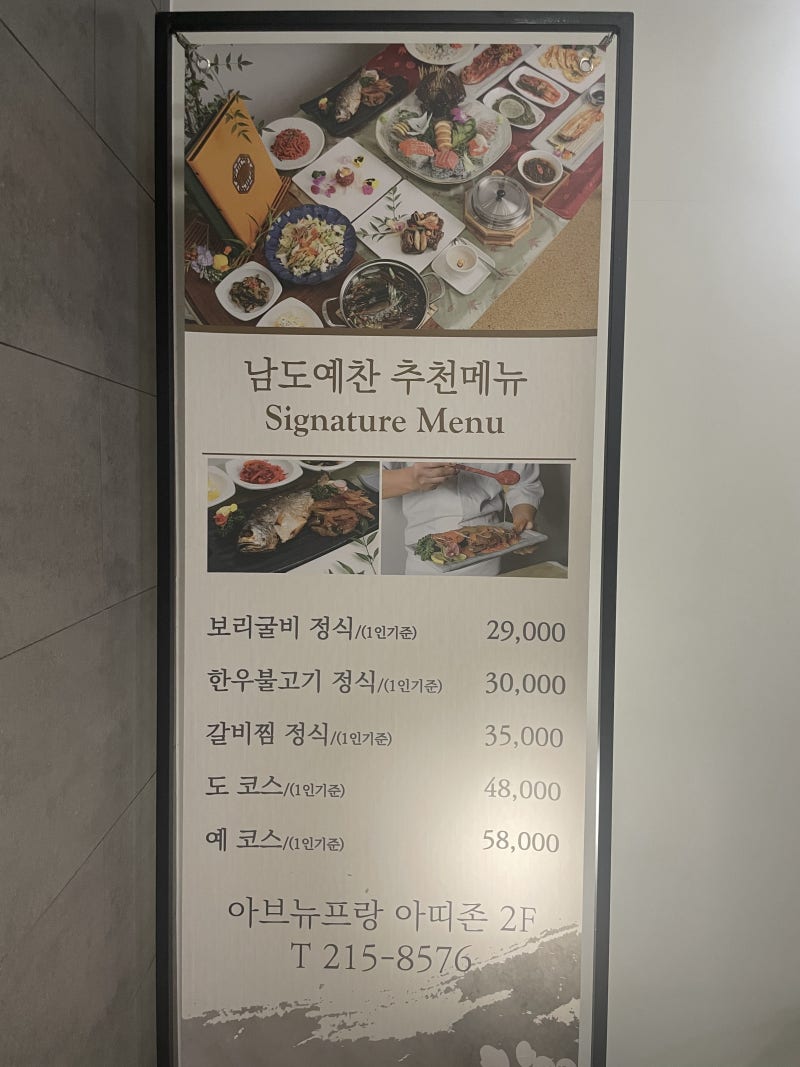 남도예찬 추천메뉴
Signature Menu
보리굴비 정식/(1인기준) 29,000
한우불고기 정식/(1인기준) 30,000
갈비찜 정식/(1인기준) 35,000
도 코스/(1인기준) 48,000
예 코스/(1인기준) 58,000
아브뉴프랑 아띠존 2F
T 215-8576